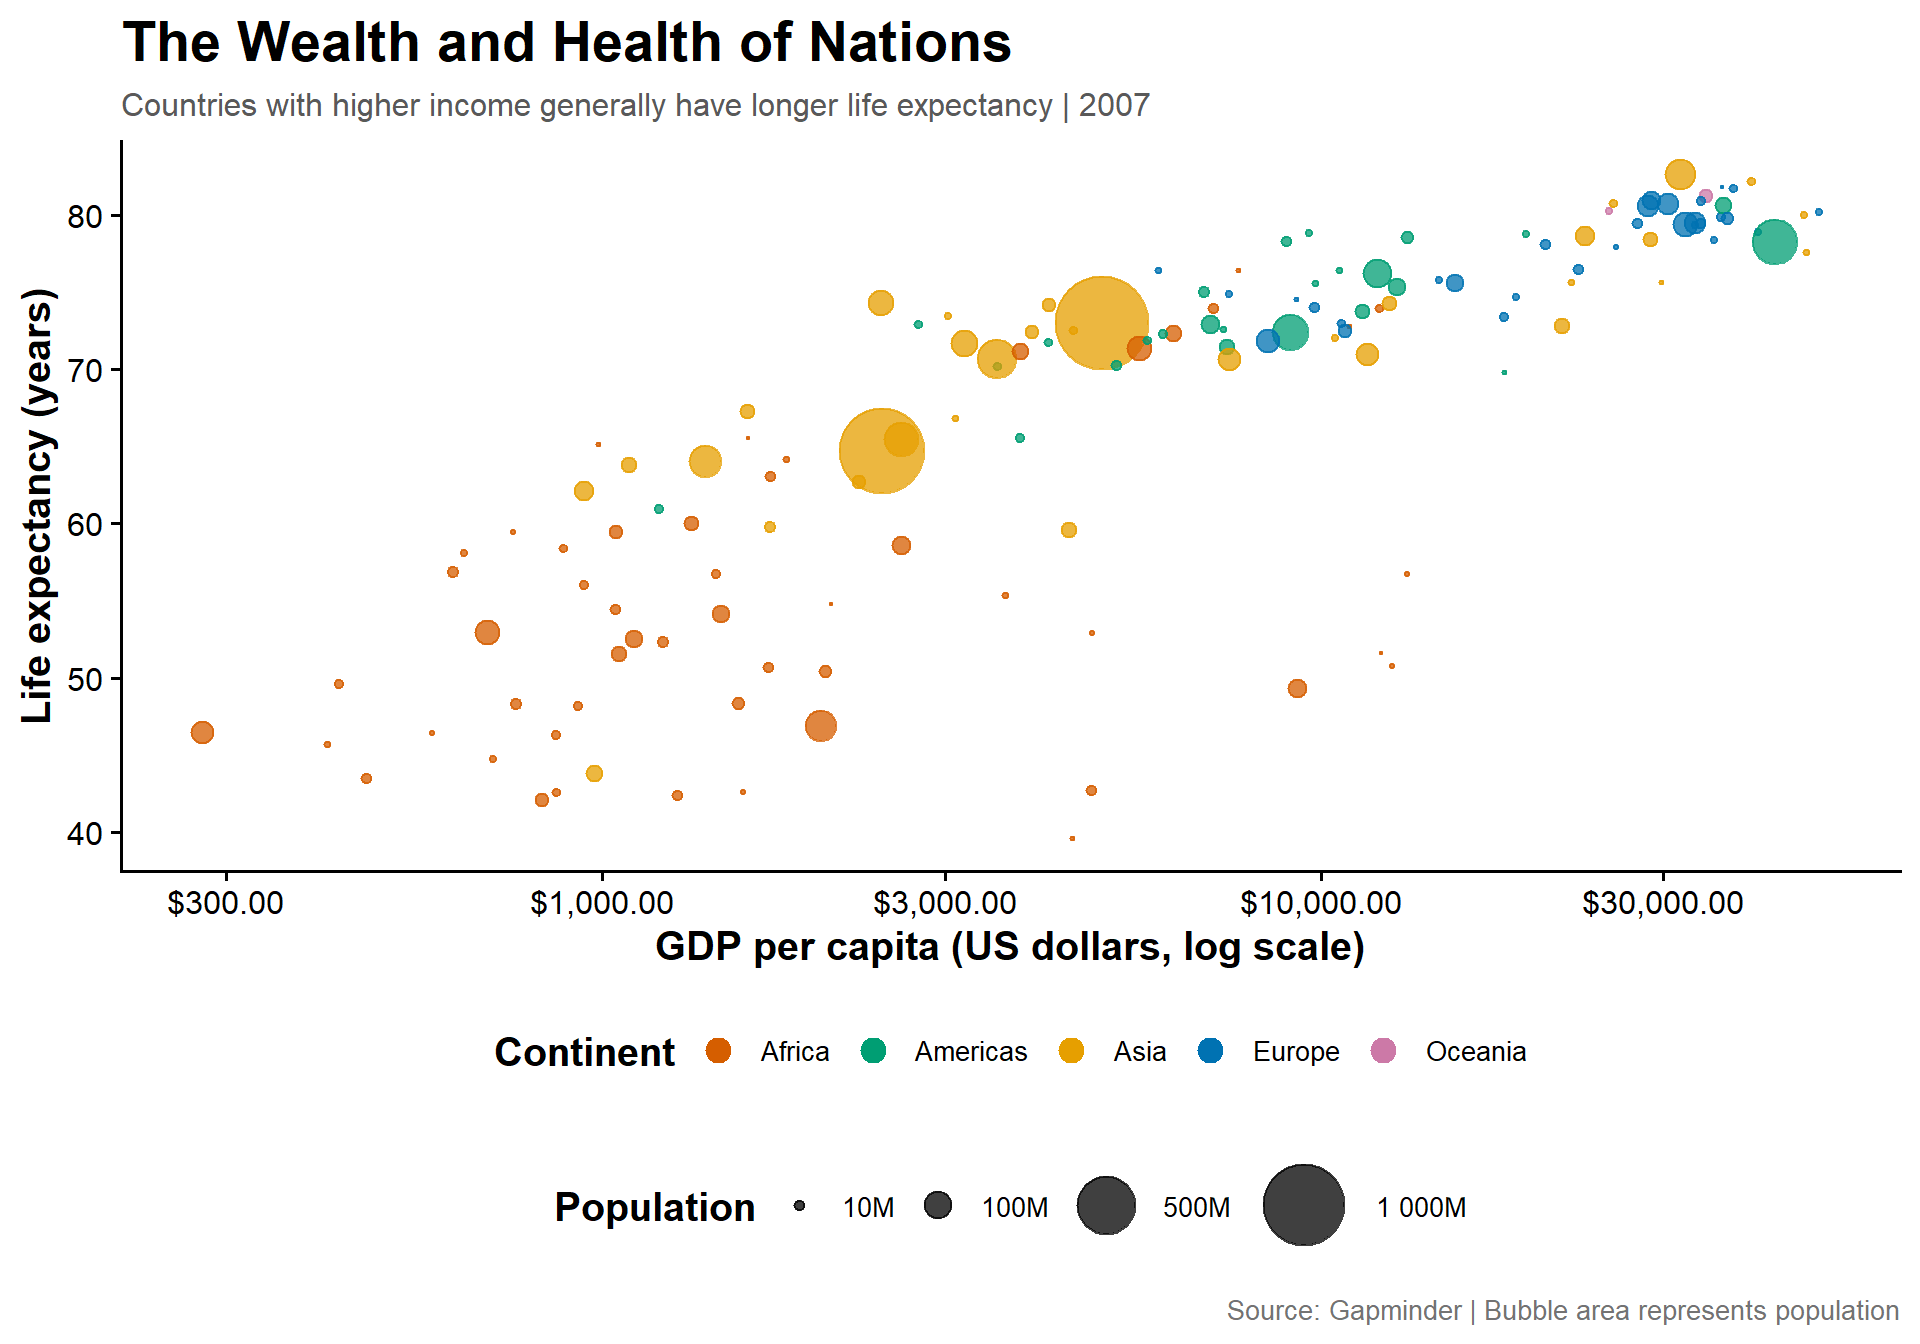 The Wealth and Health of Nations
Countries with higher income generally have longer life expectancy | 2007
Life expectancy (years)
80
70
60
50
40
$300.00 $1,000.00 $3,000.00 $10,000.00 $30,000.00
GDP per capita (US dollars, log scale)
Continent Africa Americas Asia Europe Oceania
Population 10M 100M 500M 1 000M
Source: Gapminder | Bubble area represents population